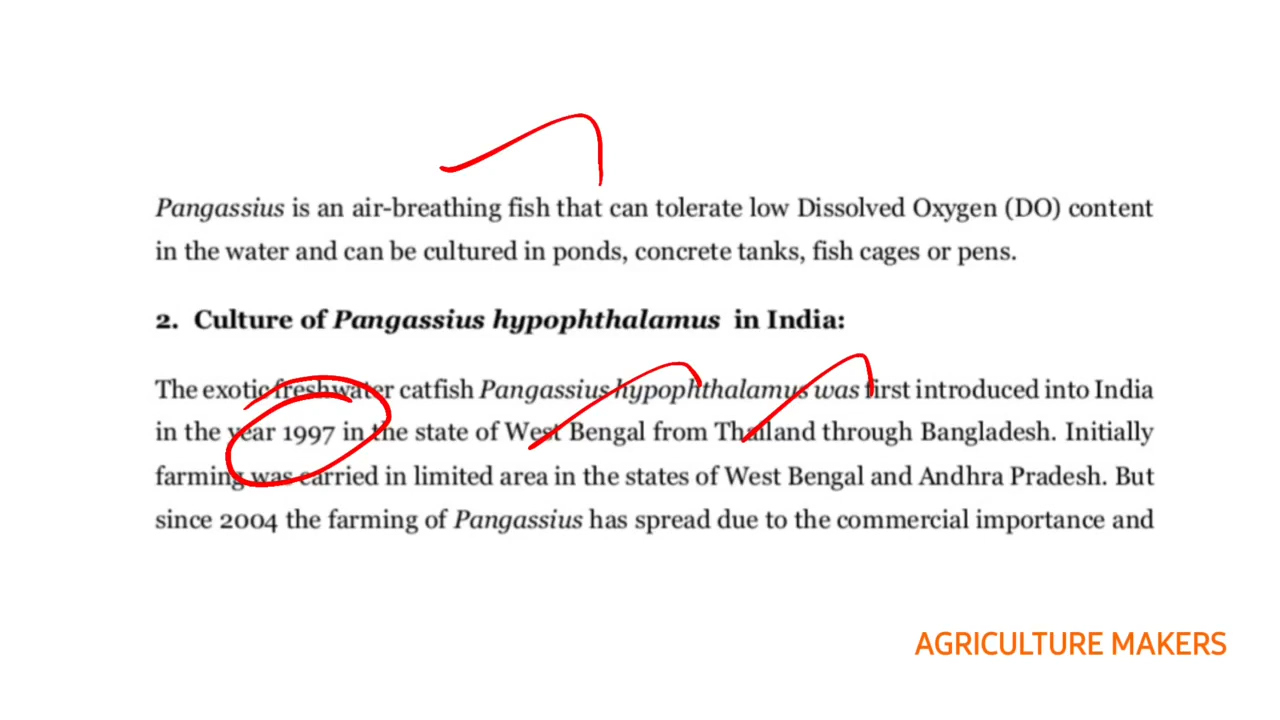 Pangassius is an air-breathing fish that can tolerate low Dissolved Oxygen (DO) content
in the water and can be cultured in ponds, concrete tanks, fish cages or pens.
2. Culture of Pangassius hypophthalamus in India:
The exotic freshwater catfish Pangassius hypophthalamus was first introduced into India
in the year 1997 in the state of West Bengal from Thailand through Bangladesh. Initially
farming was carried in limited area in the states of West Bengal and Andhra Pradesh. But
since 2004 the farming of Pangassius has spread due to the commercial importance and
AGRICULTURE MAKERS